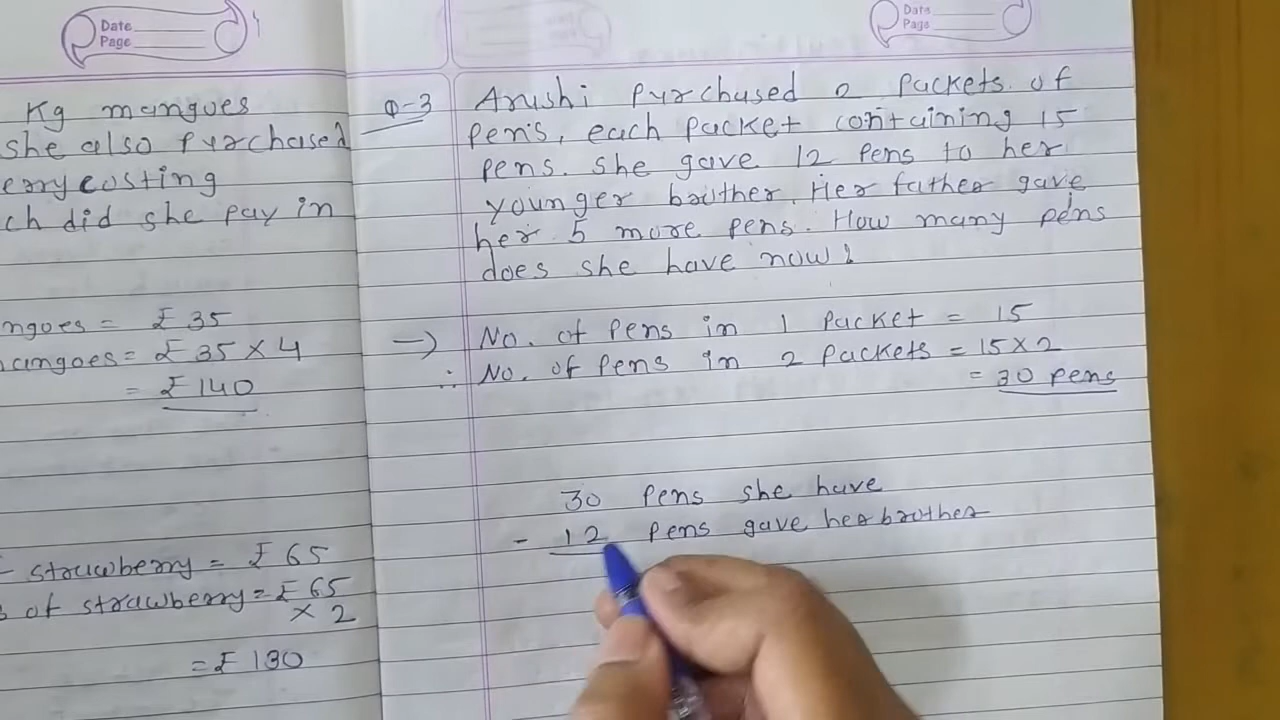 Date
Page
Kg mangoes
she also purchased
erry costing
ch did she pay in
ngoes = ₹ 35
angoes = ₹ 35 × 4
= ₹ 140
- strawberry = ₹ 65
of strawberry = ₹ 65
× 2
= ₹ 130
Date
Page
Q-3 Arushi purchased 2 packets of
pens, each packet containing 15
pens. she gave 12 pens to her
younger brother. Her father gave
her 5 more pens. How many pens
does she have now?
→ No. of pens in 1 packet = 15
∴ No. of pens in 2 packets = 15 × 2
= 30 pens
30 pens she have
- 12 pens gave her brother